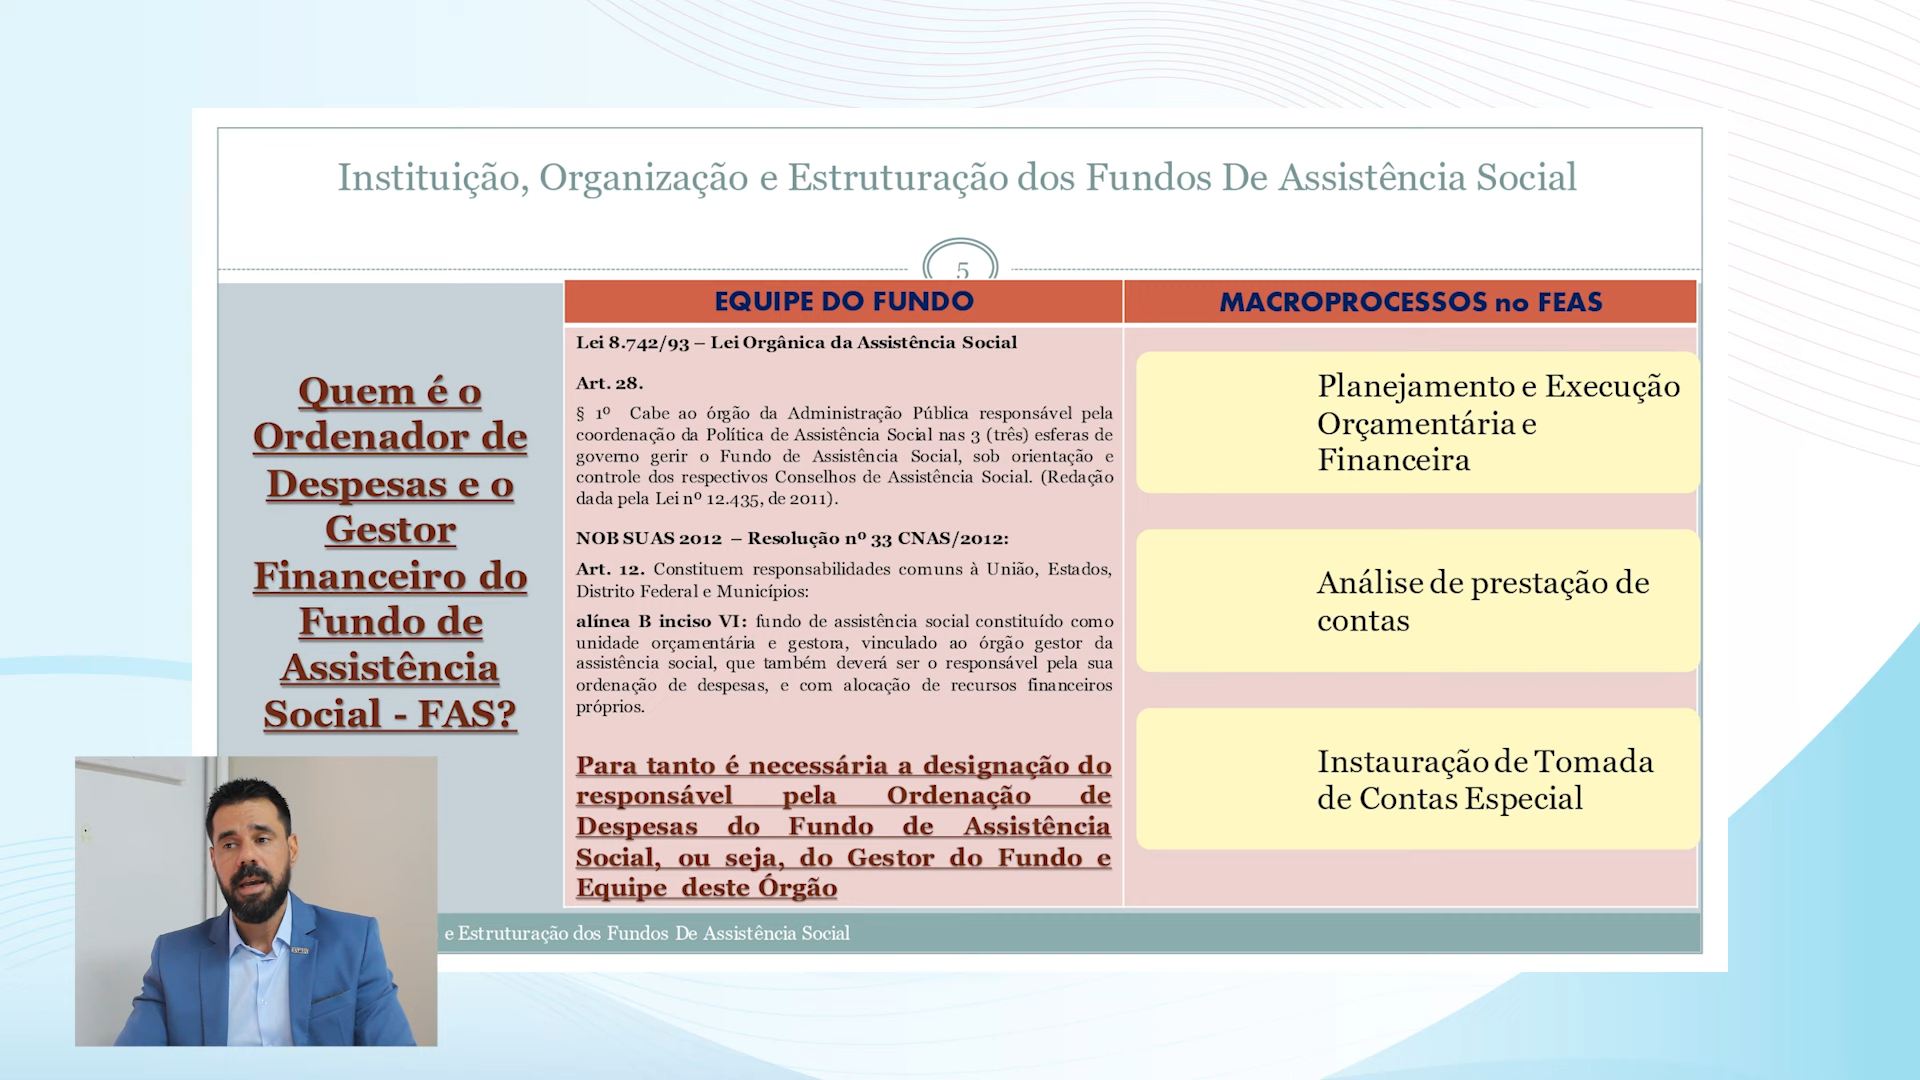 Instituição, Organização e Estruturação dos Fundos De Assistência Social
5
Quem é o
Ordenador de
Despesas e o
Gestor
Financeiro do
Fundo de
Assistência
Social - FAS?
EQUIPE DO FUNDO
Lei 8.742/93 – Lei Orgânica da Assistência Social
Art. 28.
§ 1º Cabe ao órgão da Administração Pública responsável pela
coordenação da Política de Assistência Social nas 3 (três) esferas de
governo gerir o Fundo de Assistência Social, sob orientação e
controle dos respectivos Conselhos de Assistência Social. (Redação
dada pela Lei nº 12.435, de 2011).
NOB SUAS 2012 – Resolução nº 33 CNAS/2012:
Art. 12. Constituem responsabilidades comuns à União, Estados,
Distrito Federal e Municípios:
alínea B inciso VI: fundo de assistência social constituído como
unidade orçamentária e gestora, vinculado ao órgão gestor da
assistência social, que também deverá ser o responsável pela sua
ordenação de despesas, e com alocação de recursos financeiros
próprios.
Para tanto é necessária a designação do
responsável pela Ordenação de
Despesas do Fundo de Assistência
Social, ou seja, do Gestor do Fundo e
Equipe deste Órgão
MACROPROCESSOS no FEAS
Planejamento e Execução
Orçamentária e
Financeira
Análise de prestação de
contas
Instauração de Tomada
de Contas Especial
e Estruturação dos Fundos De Assistência Social